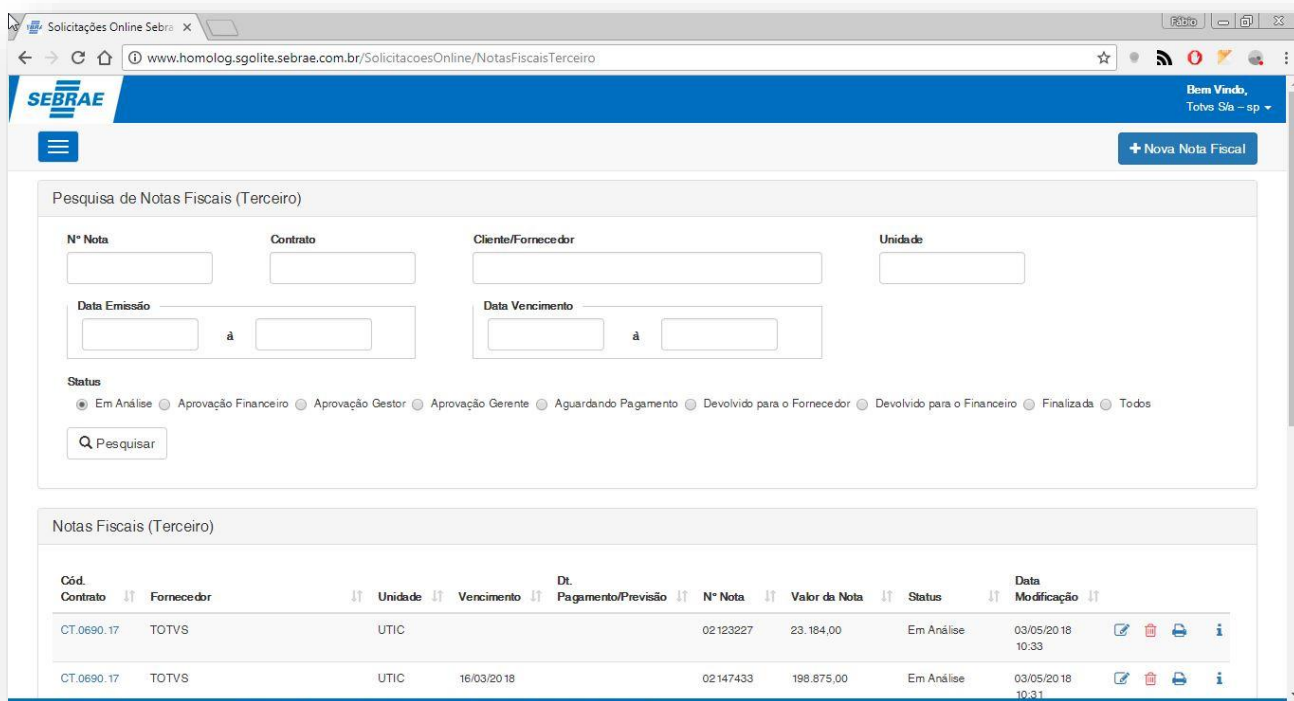 Solicitações Online Sebra
Fábio
www.homolog.sgolite.sebrae.com.br/SolicitacoesOnline/NotasFiscaisTerceiro
SEBRAE
Bem Vindo,
Totvs S/a – sp
Nova Nota Fiscal
Pesquisa de Notas Fiscais (Terceiro)
N° Nota Contrato Cliente/Fornecedor Unidade
Data Emissão Data Vencimento
à à
Status
Em Análise Aprovação Financeiro Aprovação Gestor Aprovação Gerente Aguardando Pagamento Devolvido para o Fornecedor Devolvido para o Financeiro Finalizada Todos
Pesquisar
Notas Fiscais (Terceiro)
Cód. Dt. Data
Contrato Fornecedor Unidade Vencimento Pagamento/Previsão N° Nota Valor da Nota Status Modificação
CT.0690.17 TOTVS UTIC 02123227 23.184,00 Em Análise 03/05/2018
10:33
CT.0690.17 TOTVS UTIC 16/03/2018 02147433 198.875,00 Em Análise 03/05/2018
10:31